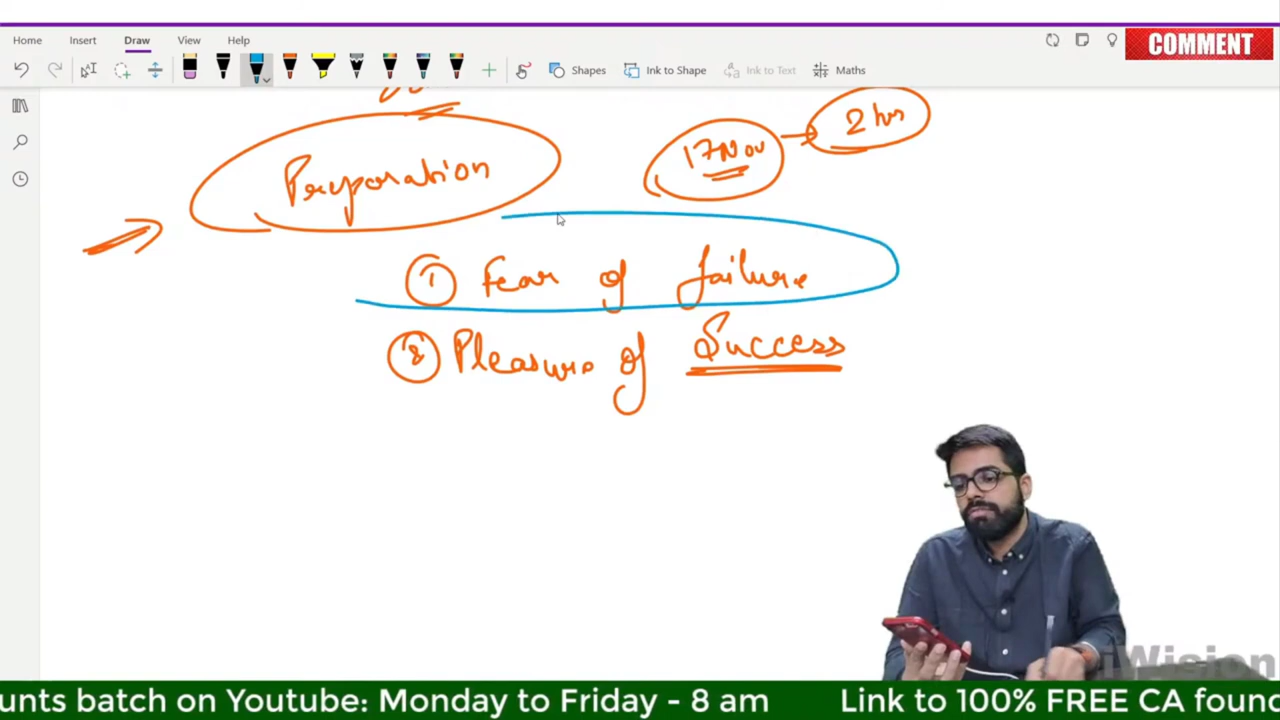 Home Insert Draw View Help
COMMENT
Shapes Ink to Shape Ink to Text Maths
2 hrs
17 Nov
Preparation
① Fear of failure
② Pleasure of Success
iWision
unts batch on Youtube: Monday to Friday - 8 am Link to 100% FREE CA found